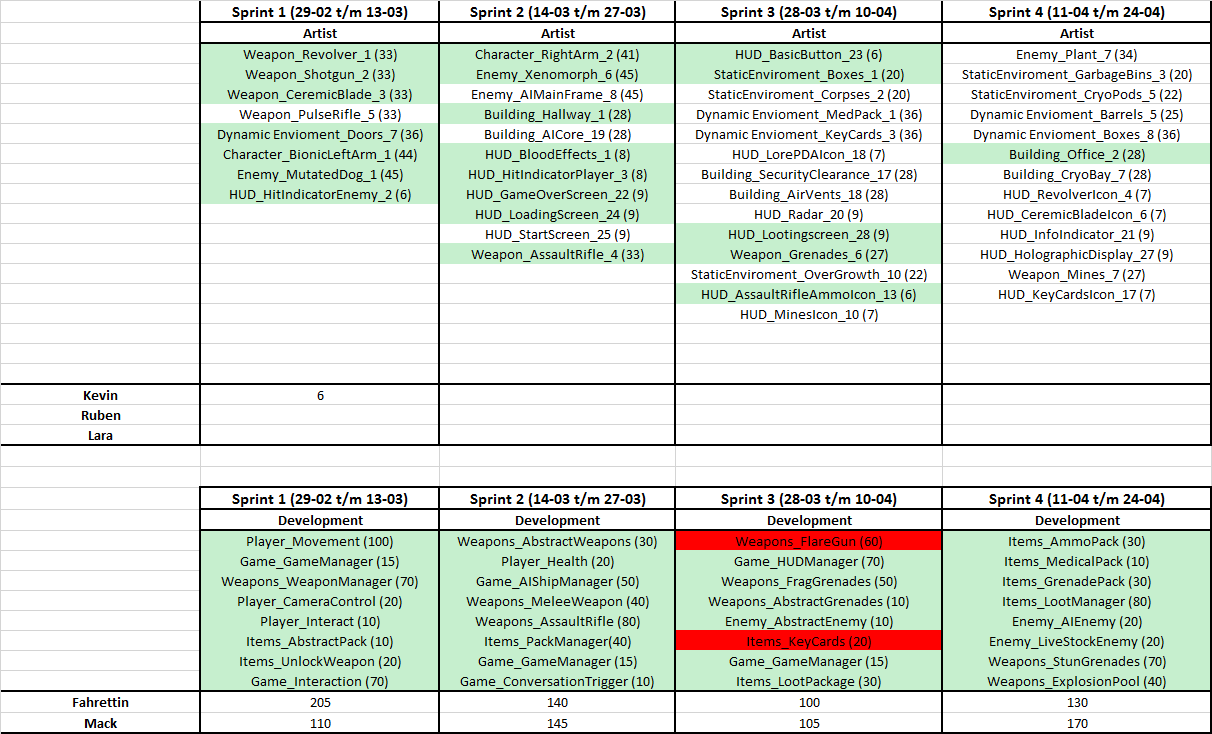 Sprint 1 (29-02 t/m 13-03) Sprint 2 (14-03 t/m 27-03) Sprint 3 (28-03 t/m 10-04) Sprint 4 (11-04 t/m 24-04)
Artist Artist Artist Artist
Weapon_Revolver_1 (33) Character_RightArm_2 (41) HUD_BasicButton_23 (6) Enemy_Plant_7 (34)
Weapon_Shotgun_2 (33) Enemy_Xenomorph_6 (45) StaticEnviroment_Boxes_1 (20) StaticEnviroment_GarbageBins_3 (20)
Weapon_CeremicBlade_3 (33) Enemy_AIMainFrame_8 (45) StaticEnviroment_Corpses_2 (20) StaticEnviroment_CryoPods_5 (22)
Weapon_PulseRifle_5 (33) Building_Hallway_1 (28) Dynamic Envioment_MedPack_1 (36) Dynamic Envioment_Barrels_5 (25)
Dynamic Envioment_Doors_7 (36) Building_AICore_19 (28) Dynamic Envioment_KeyCards_3 (36) Dynamic Envioment_Boxes_8 (36)
Character_BionicLeftArm_1 (44) HUD_BloodEffects_1 (8) HUD_LorePDAIcon_18 (7) Building_Office_2 (28)
Enemy_MutatedDog_1 (45) HUD_HitIndicatorPlayer_3 (8) Building_SecurityClearance_17 (28) Building_CryoBay_7 (28)
HUD_HitIndicatorEnemy_2 (6) HUD_GameOverScreen_22 (9) Building_AirVents_18 (28) HUD_RevolverIcon_4 (7)
HUD_LoadingScreen_24 (9) HUD_Radar_20 (9) HUD_CeremicBladeIcon_6 (7)
HUD_StartScreen_25 (9) HUD_Lootingscreen_28 (9) HUD_InfoIndicator_21 (9)
Weapon_AssaultRifle_4 (33) Weapon_Grenades_6 (27) HUD_HolographicDisplay_27 (9)
StaticEnviroment_OverGrowth_10 (22) Weapon_Mines_7 (27)
HUD_AssaultRifleAmmoIcon_13 (6) HUD_KeyCardsIcon_17 (7)
HUD_MinesIcon_10 (7)
Kevin 6
Ruben
Lara
Sprint 1 (29-02 t/m 13-03) Sprint 2 (14-03 t/m 27-03) Sprint 3 (28-03 t/m 10-04) Sprint 4 (11-04 t/m 24-04)
Development Development Development Development
Player_Movement (100) Weapons_AbstractWeapons (30) Weapons_FlareGun (60) Items_AmmoPack (30)
Game_GameManager (15) Player_Health (20) Game_HUDManager (70) Items_MedicalPack (10)
Weapons_WeaponManager (70) Game_AIShipManager (50) Weapons_FragGrenades (50) Items_GrenadePack (30)
Player_CameraControl (20) Weapons_MeleeWeapon (40) Weapons_AbstractGrenades (10) Items_LootManager (80)
Player_Interact (10) Weapons_AssaultRifle (80) Enemy_AbstractEnemy (10) Enemy_AIEnemy (20)
Items_AbstractPack (10) Items_PackManager(40) Items_KeyCards (20) Enemy_LiveStockEnemy (20)
Items_UnlockWeapon (20) Game_GameManager (15) Game_GameManager (15) Weapons_StunGrenades (70)
Game_Interaction (70) Game_ConversationTrigger (10) Items_LootPackage (30) Weapons_ExplosionPool (40)
Fahrettin 205 140 100 130
Mack 110 145 105 170